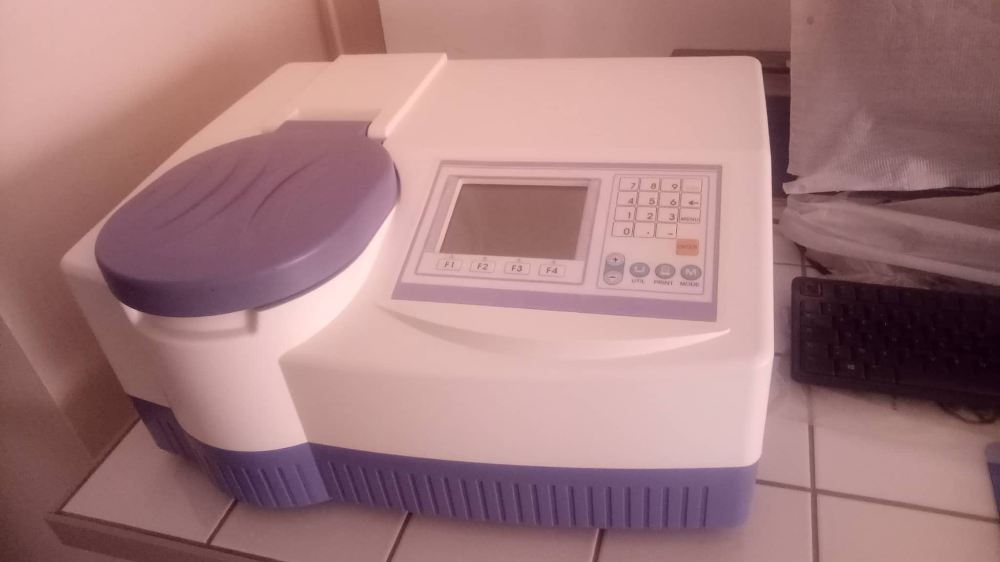 7 8 9
4 5 6 ←
1 2 3 MENU
0 . ~
ENTER
+
F1 F2 F3 F4
−
U M
UTIL PRINT MODE